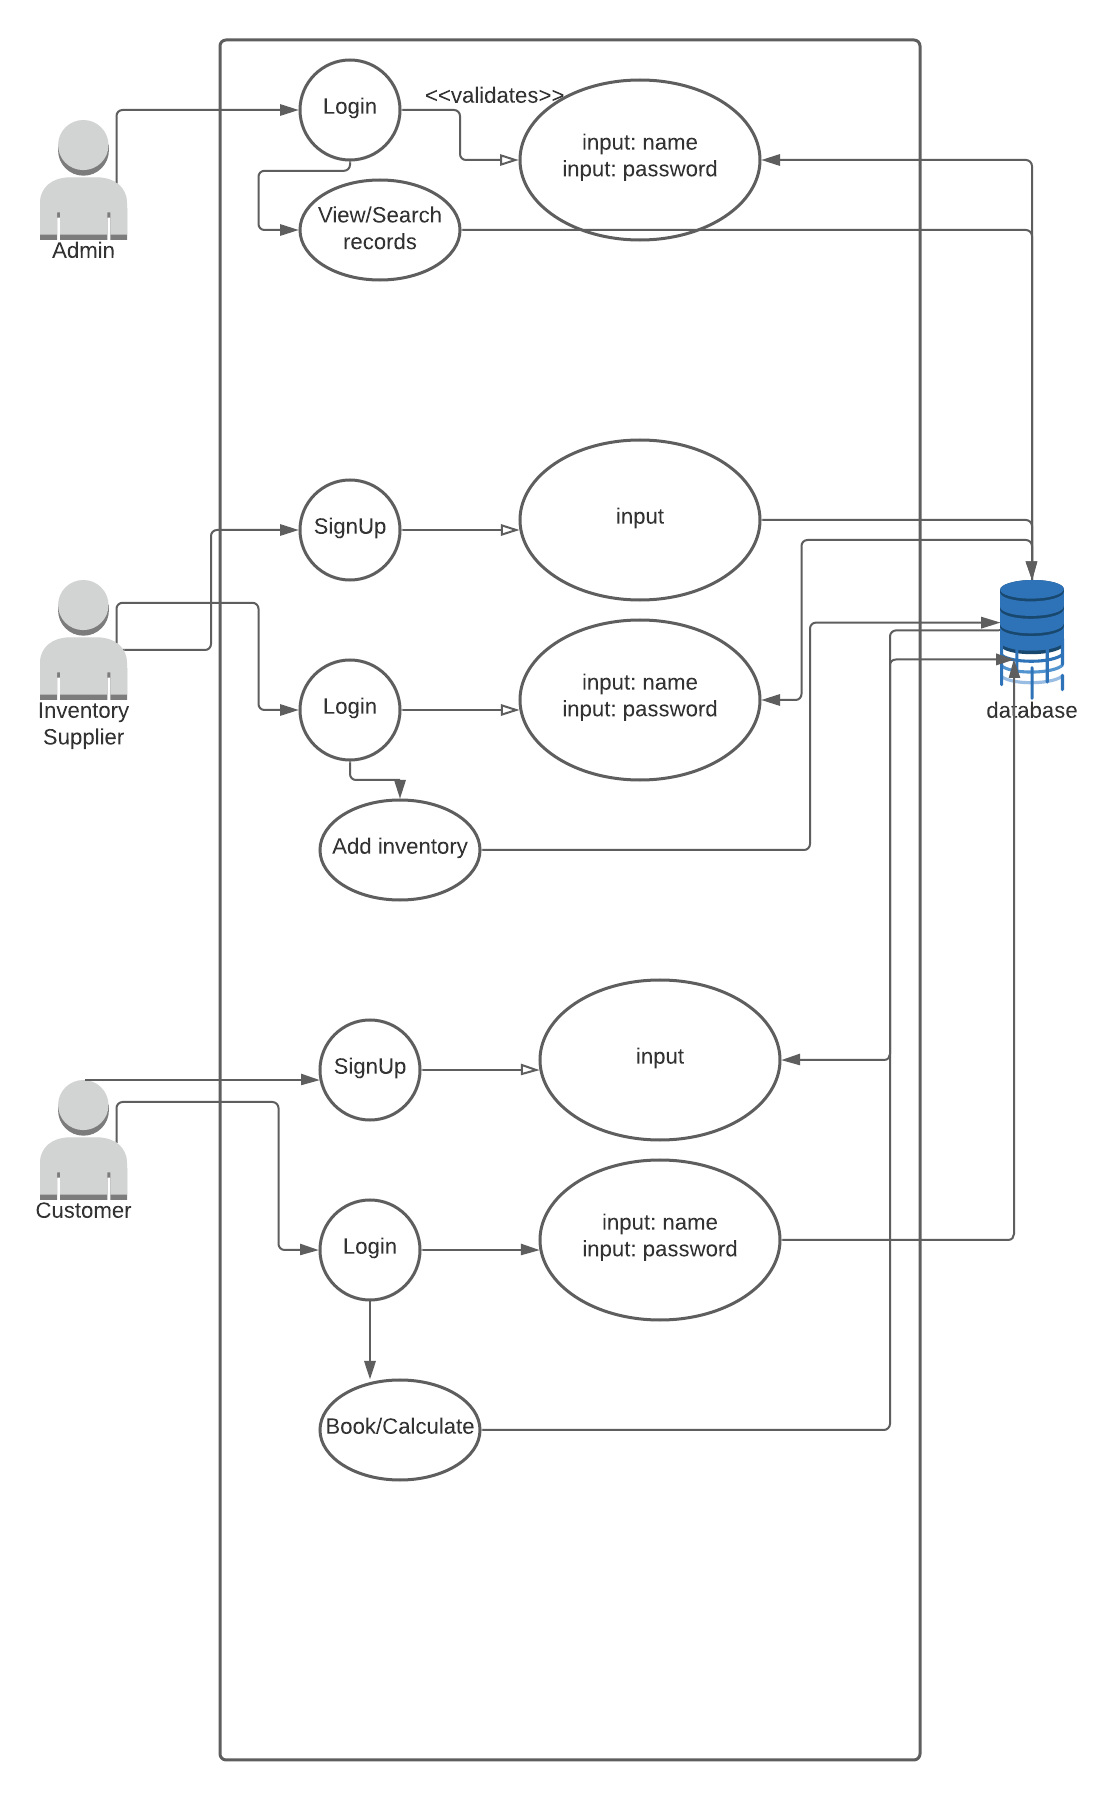 Login
<<validates>>
input: name
input: password
Admin
View/Search
records
SignUp
input
Inventory
Supplier
Login
input: name
input: password
database
Add inventory
SignUp
input
Customer
Login
input: name
input: password
Book/Calculate